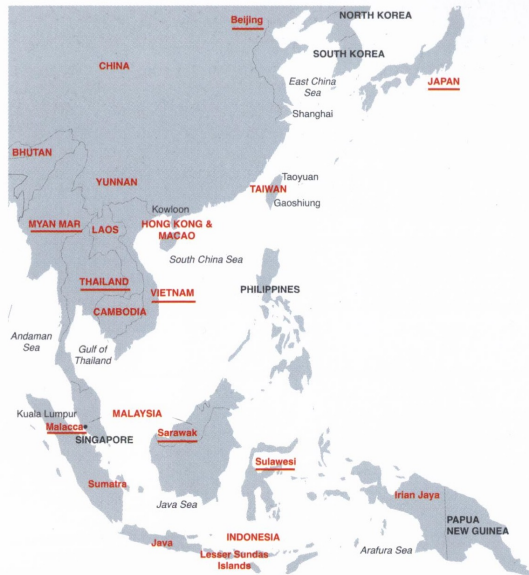 Beijing
NORTH KOREA
SOUTH KOREA
CHINA
East China
Sea
JAPAN
Shanghai
BHUTAN
YUNNAN
Taoyuan
TAIWAN
Gaoshiung
Kowloon
MYAN MAR
LAOS
HONG KONG &
MACAO
South China Sea
THAILAND
VIETNAM
PHILIPPINES
CAMBODIA
Andaman
Sea
Gulf of
Thailand
Kuala Lumpur
MALAYSIA
Malacca
SINGAPORE
Sarawak
Sulawesi
Sumatra
Irian Jaya
Java Sea
PAPUA
NEW GUINEA
INDONESIA
Java
Arafura Sea
Lesser Sundas
Islands